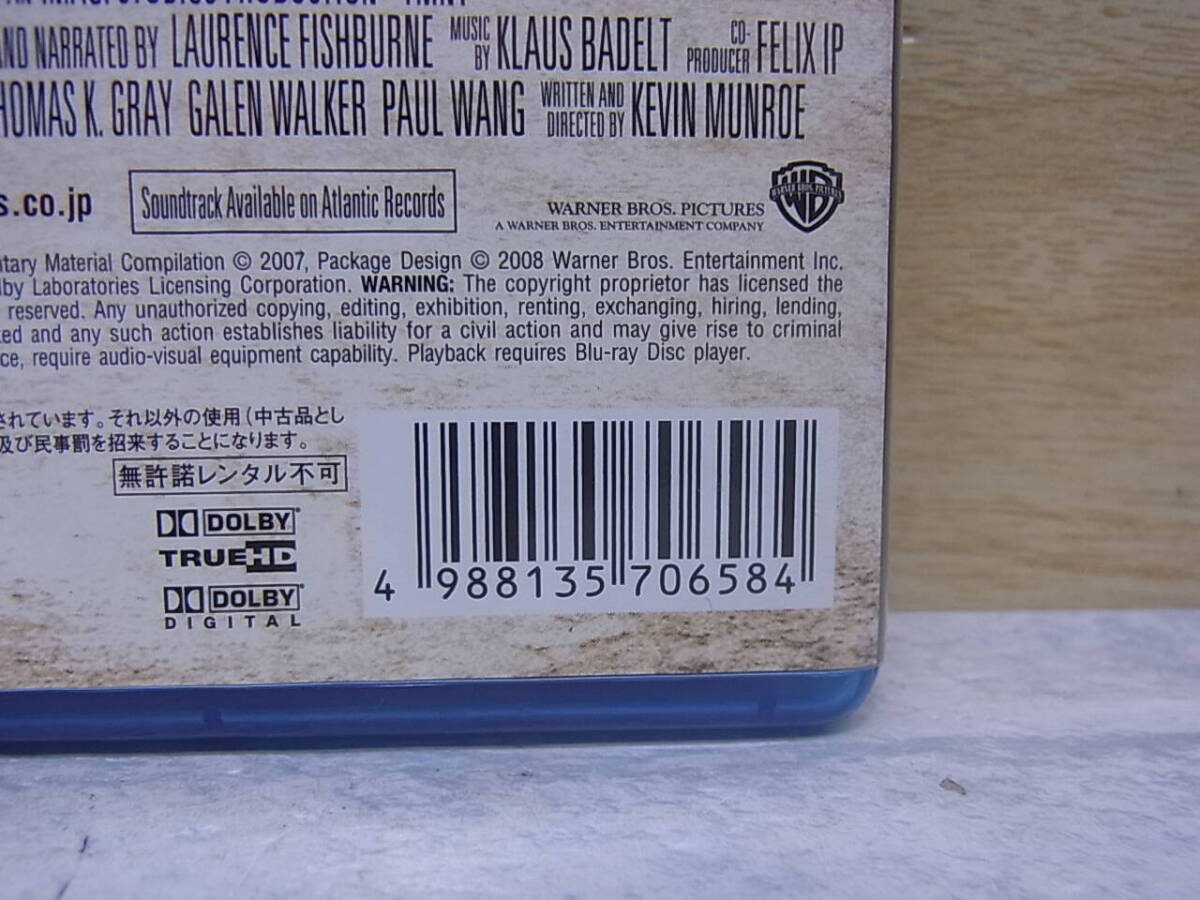 AND NARRATED BY LAURENCE FISHBURNE MUSIC BY KLAUS BADELT CO-PRODUCER FELIX IP
THOMAS K. GRAY GALEN WALKER PAUL WANG WRITTEN AND DIRECTED BY KEVIN MUNROE
s.co.jp
Soundtrack Available on Atlantic Records
WARNER BROS. PICTURES
A WARNER BROS. ENTERTAINMENT COMPANY
WARNER BROS. PICTURES
WB
ntary Material Compilation © 2007, Package Design © 2008 Warner Bros. Entertainment Inc.
lby Laboratories Licensing Corporation. WARNING: The copyright proprietor has licensed the
reserved. Any unauthorized copying, editing, exhibition, renting, exchanging, hiring, lending,
ted and any such action establishes liability for a civil action and may give rise to criminal
ce, require audio-visual equipment capability. Playback requires Blu-ray Disc player.
されています。それ以外の使用(中古品とし
及び民事罰を招来することになります。
無許諾レンタル不可
DOLBY
TRUEHD
DOLBY
DIGITAL
4 988135 706584